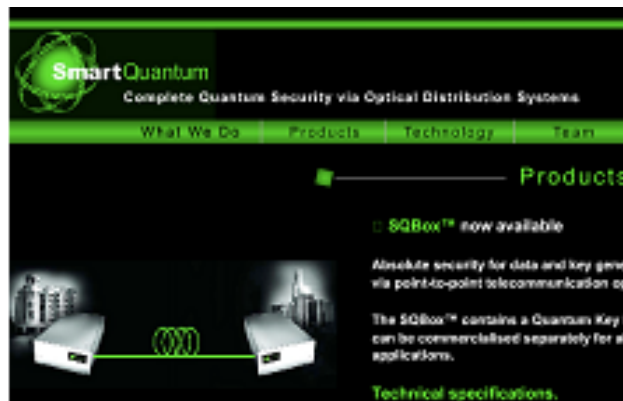 SmartQuantum
Complete Quantum Security via Optical Distribution Systems
What We Do Products Technology Team
Products
SQBox™ now available
Absolute security for data and key gene
via point-to-point telecommunication op
The SQBox™ contains a Quantum Key
can be commercialised separately for a
applications.
Technical specifications.